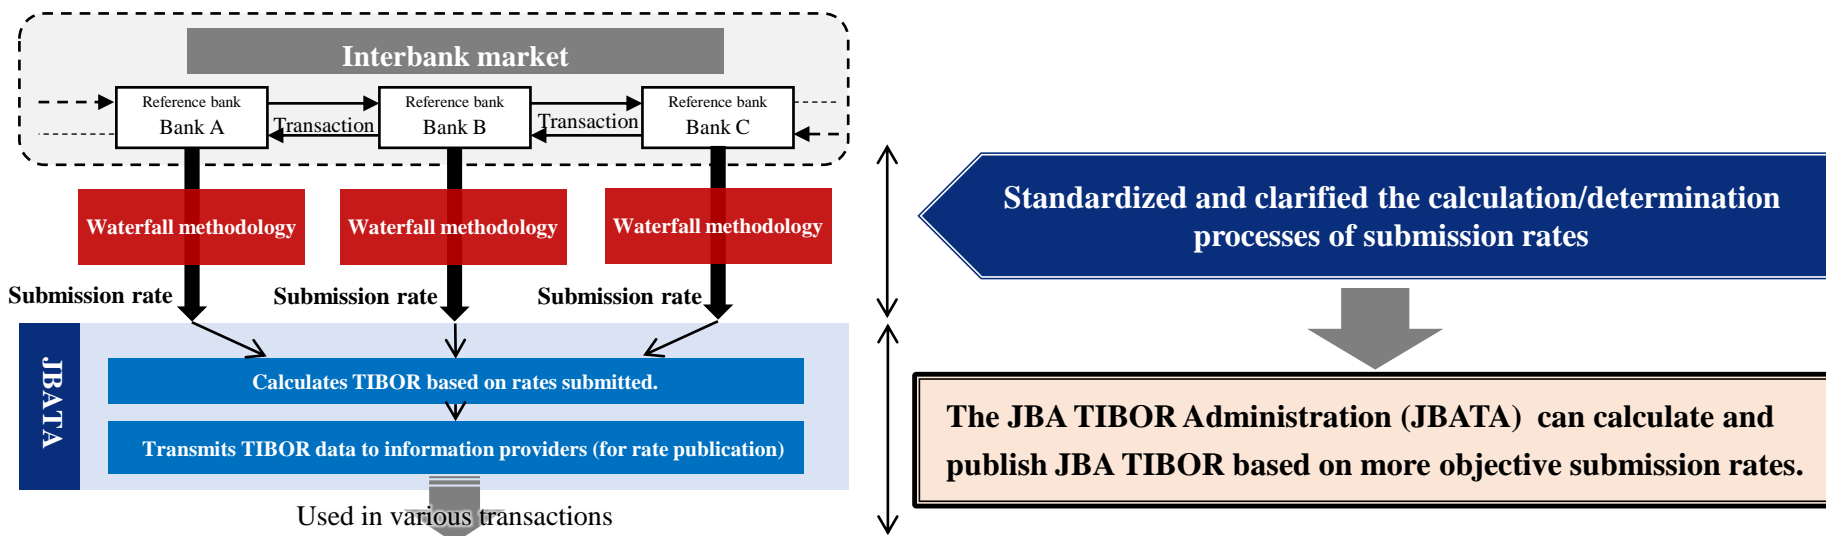 Interbank market
Reference bank
Bank A
Transaction
Reference bank
Bank B
Transaction
Reference bank
Bank C
Waterfall methodology
Waterfall methodology
Waterfall methodology
Submission rate
Submission rate
Submission rate
JBATA
Calculates TIBOR based on rates submitted.
Transmits TIBOR data to information providers (for rate publication)
Used in various transactions
Standardized and clarified the calculation/determination
processes of submission rates
The JBA TIBOR Administration (JBATA) can calculate and
publish JBA TIBOR based on more objective submission rates.